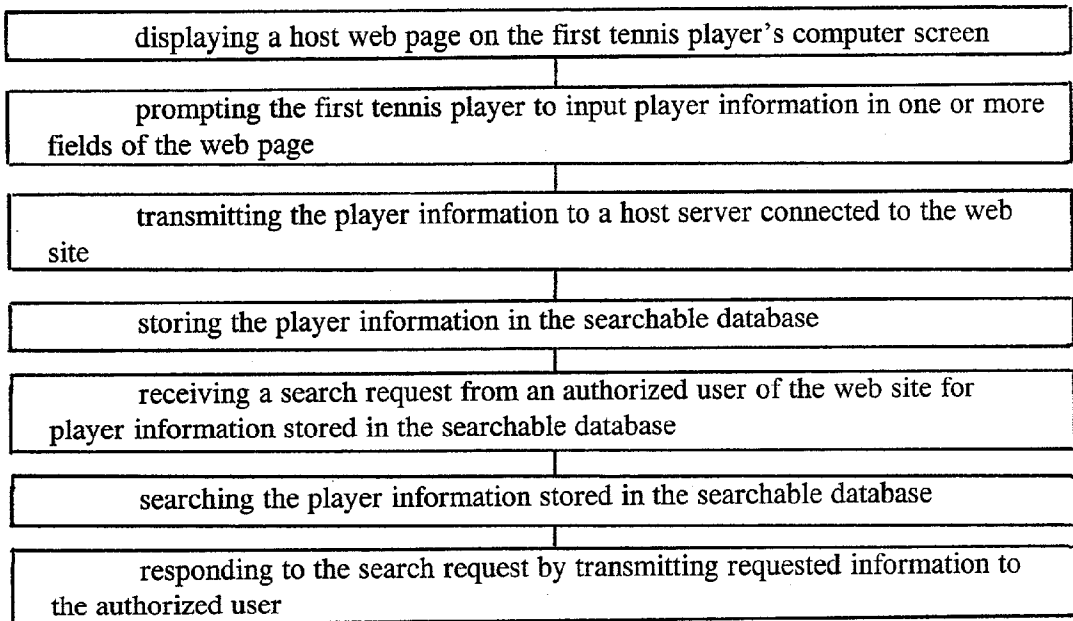 displaying a host web page on the first tennis player's computer screen
prompting the first tennis player to input player information in one or more
fields of the web page
transmitting the player information to a host server connected to the web
site
storing the player information in the searchable database
receiving a search request from an authorized user of the web site for
player information stored in the searchable database
searching the player information stored in the searchable database
responding to the search request by transmitting requested information to
the authorized user